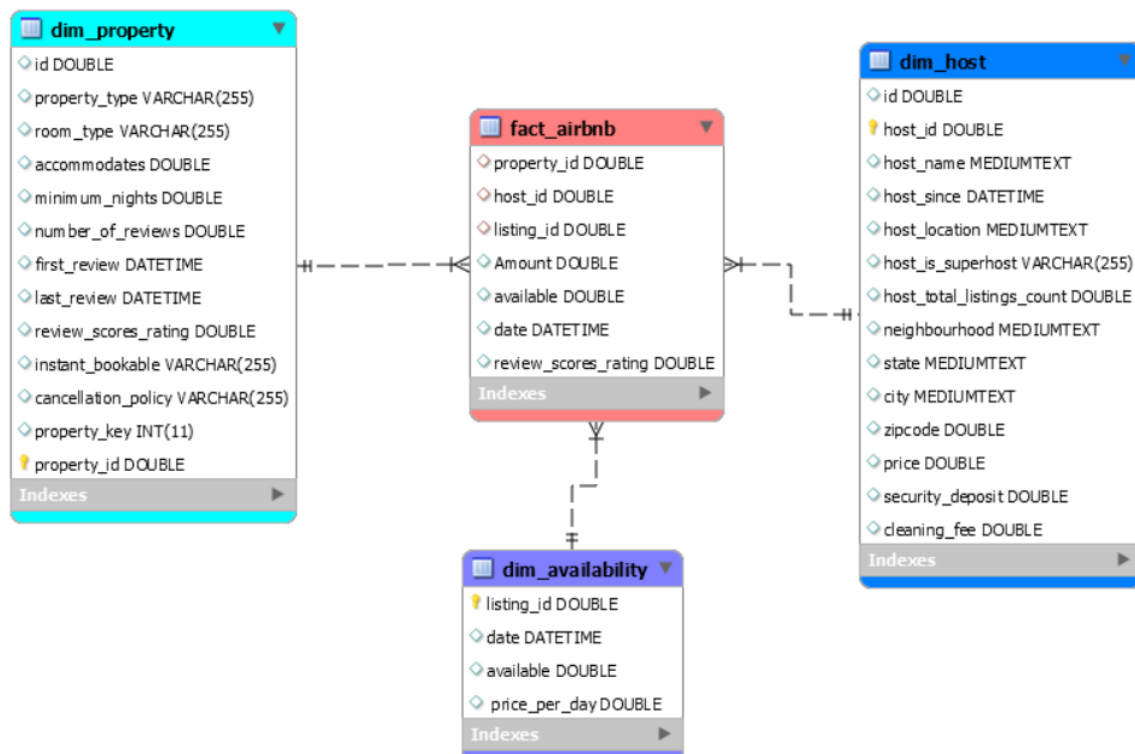 dim_property
id DOUBLE
property_type VARCHAR(255)
room_type VARCHAR(255)
accommodates DOUBLE
minimum_nights DOUBLE
number_of_reviews DOUBLE
first_review DATETIME
last_review DATETIME
review_scores_rating DOUBLE
instant_bookable VARCHAR(255)
cancellation_policy VARCHAR(255)
property_key INT(11)
property_id DOUBLE
Indexes
fact_airbnb
property_id DOUBLE
host_id DOUBLE
listing_id DOUBLE
Amount DOUBLE
available DOUBLE
date DATETIME
review_scores_rating DOUBLE
Indexes
dim_host
id DOUBLE
host_id DOUBLE
host_name MEDIUMTEXT
host_since DATETIME
host_location MEDIUMTEXT
host_is_superhost VARCHAR(255)
host_total_listings_count DOUBLE
neighbourhood MEDIUMTEXT
state MEDIUMTEXT
city MEDIUMTEXT
zipcode DOUBLE
price DOUBLE
security_deposit DOUBLE
cleaning_fee DOUBLE
Indexes
dim_availability
listing_id DOUBLE
date DATETIME
available DOUBLE
price_per_day DOUBLE
Indexes